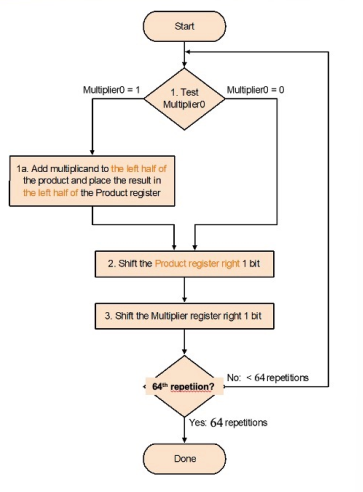 Start
Multiplier0 = 1
1. Test
Multiplier0
Multiplier0 = 0
1a. Add multiplicand to the left half of
the product and place the result in
the left half of the Product register
2. Shift the Product register right 1 bit
3. Shift the Multiplier register right 1 bit
64th repetiion?
No: < 64 repetitions
Yes: 64 repetitions
Done